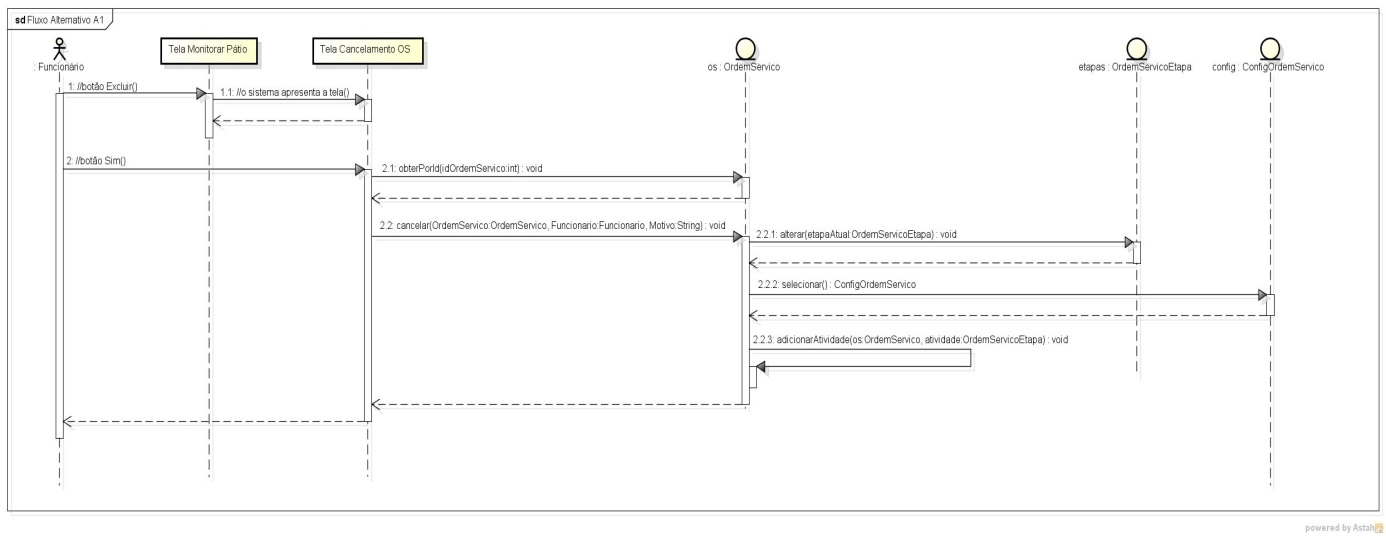 sd Fluxo Alternativo A1
: Funcionário
Tela Monitorar Pátio
Tela Cancelamento OS
os : OrdemServico
etapas : OrdemServicoEtapa
config : ConfigOrdemServico
1: //botão Excluir()
1.1: //o sistema apresenta a tela()
2: //botão Sim()
2.1: obterPorId(idOrdemServico:int) : void
2.2: cancelar(OrdemServico:OrdemServico, Funcionario:Funcionario, Motivo:String) : void
2.2.1: alterar(etapaAtual:OrdemServicoEtapa) : void
2.2.2: selecionar() : ConfigOrdemServico
2.2.3: adicionarAtividade(os:OrdemServico, atividade:OrdemServicoEtapa) : void
powered by Astah